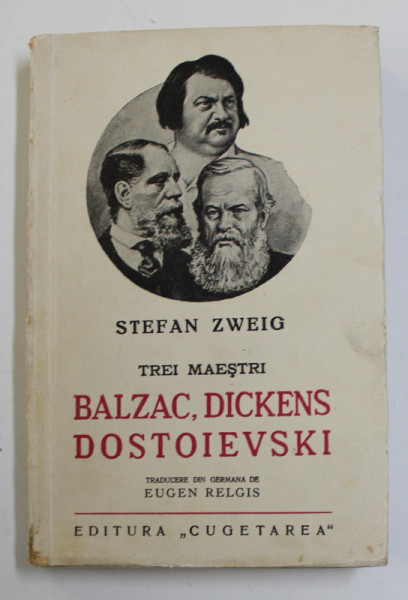 STEFAN ZWEIG
TREI MAEŞTRI
BALZAC, DICKENS
DOSTOIEVSKI
TRADUCERE DIN GERMANA DE
EUGEN RELGIS
EDITURA „CUGETAREA“